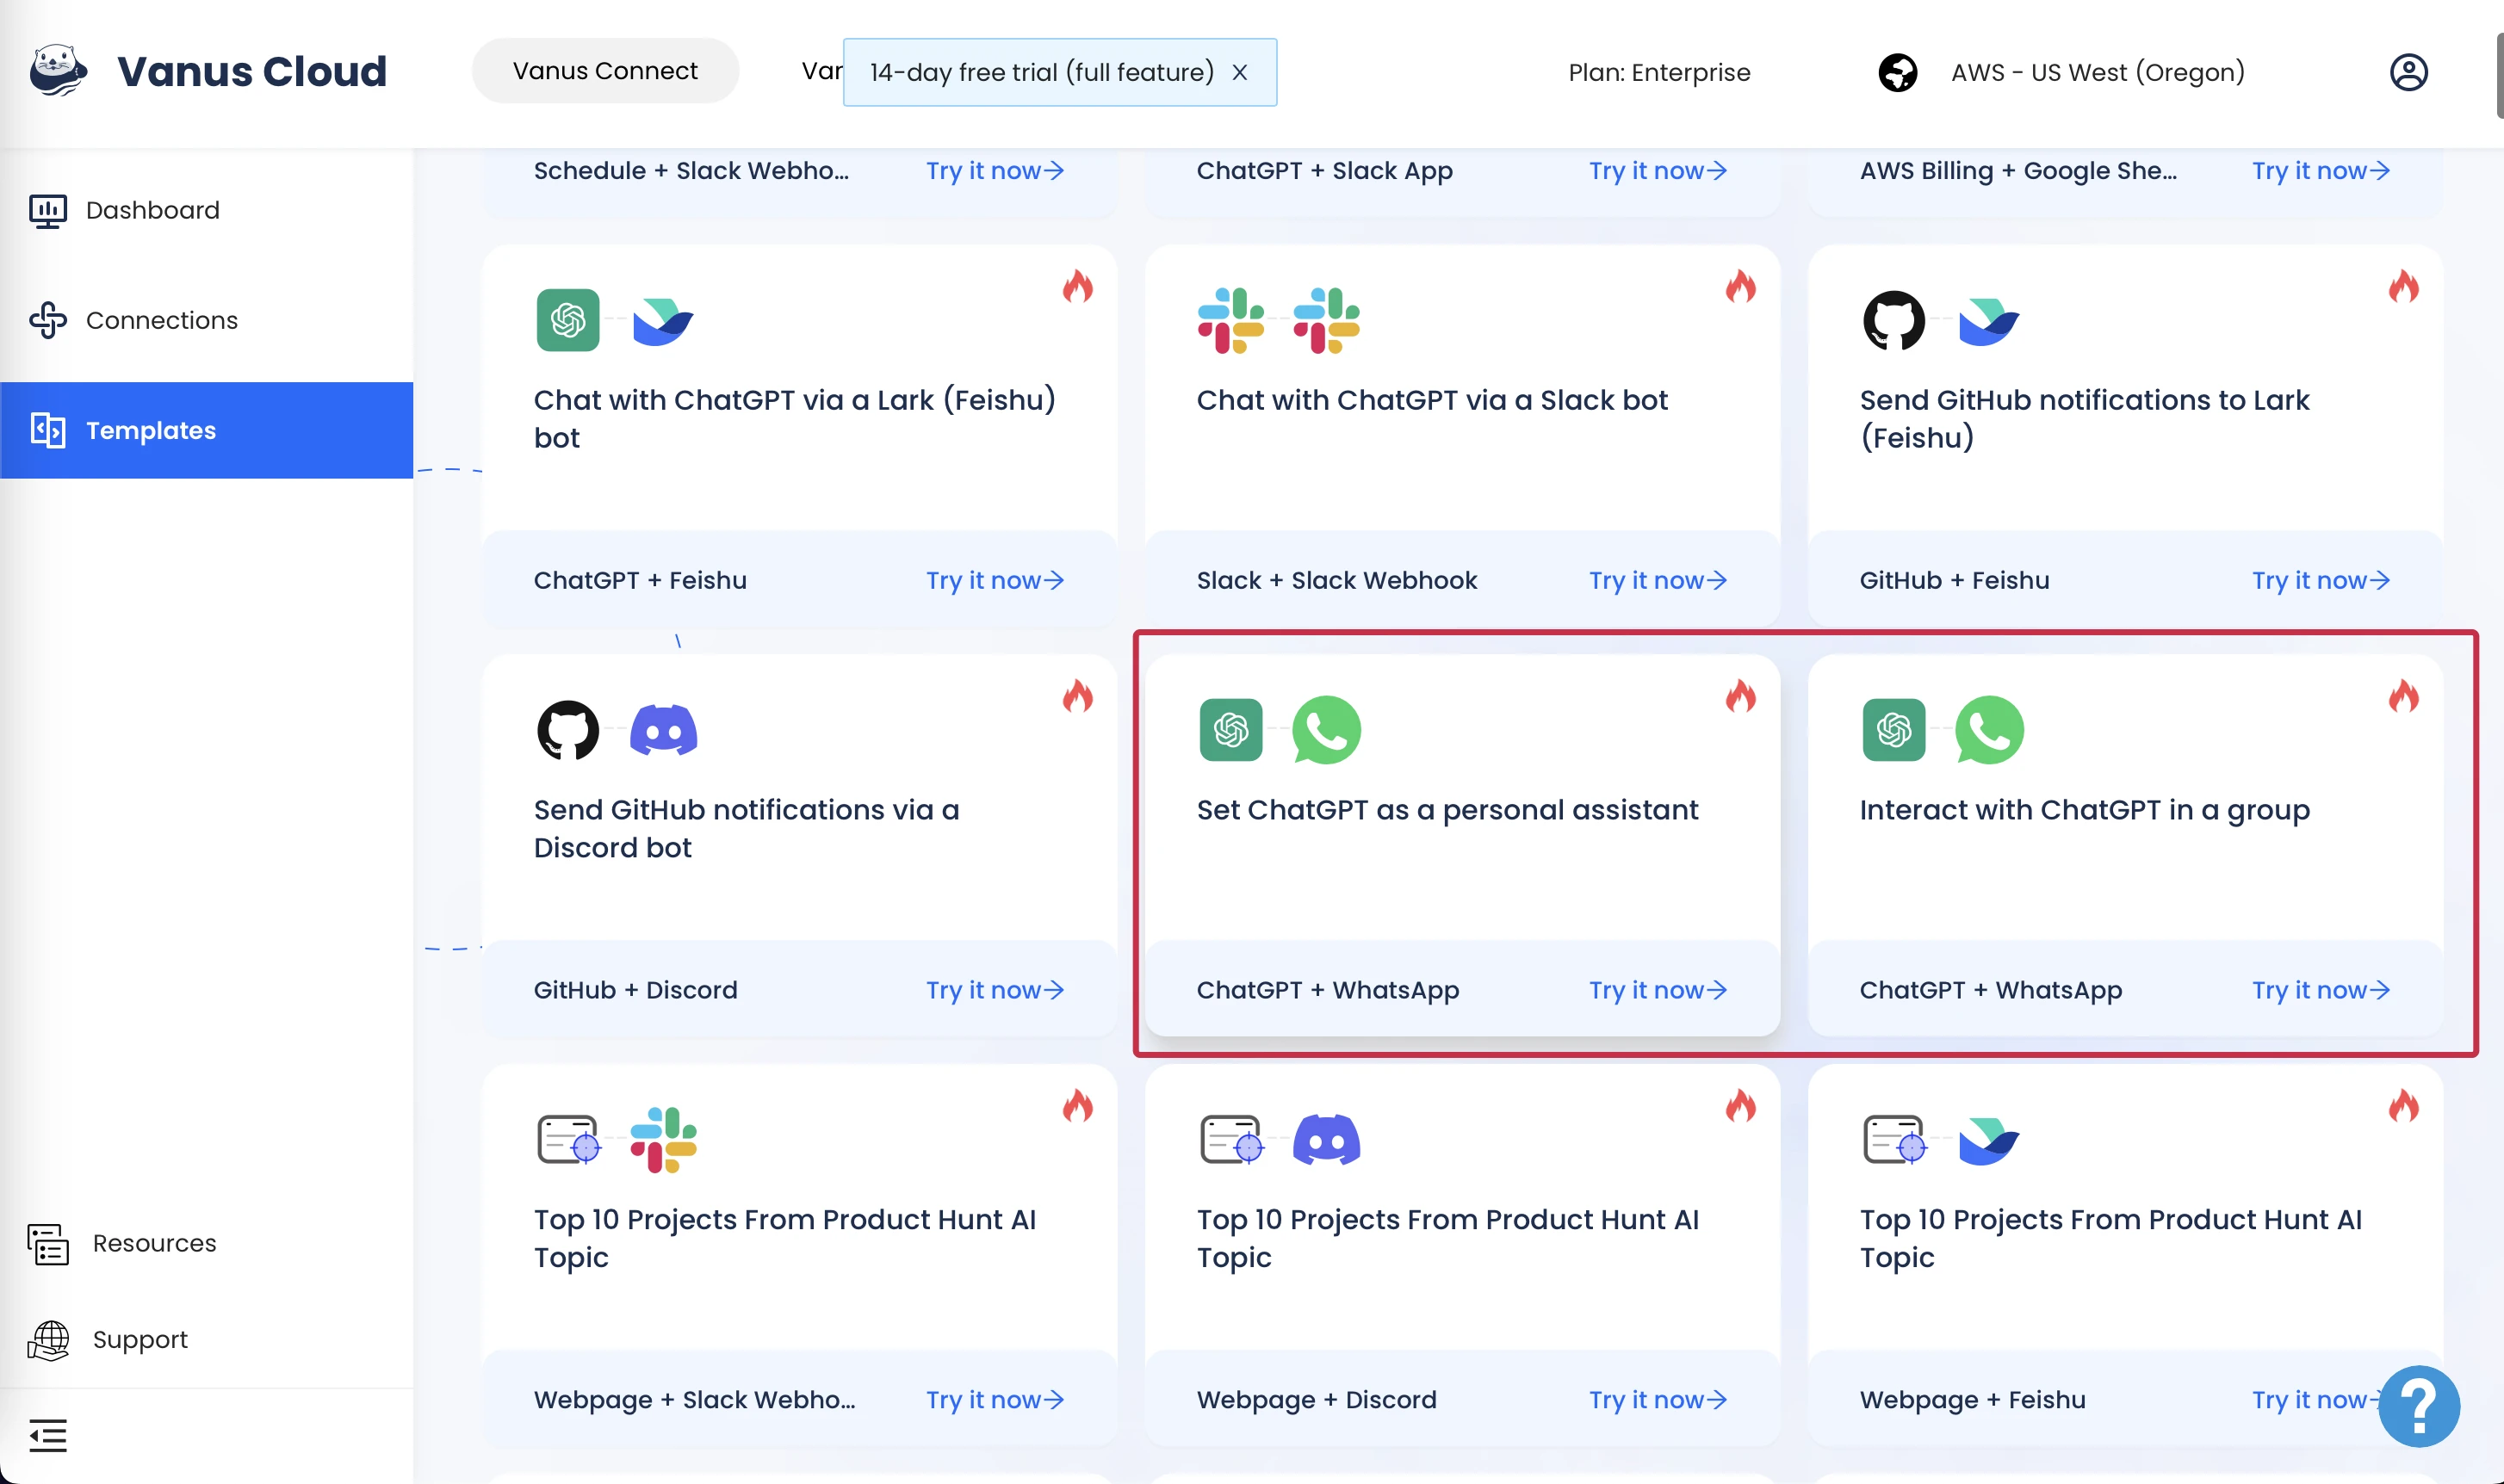 Vanus Cloud
Vanus Connect
Var
14-day free trial (full feature) X
Plan: Enterprise
AWS - US West (Oregon)
Dashboard
Connections
Templates
Resources
Support
Schedule + Slack Webho... Try it now→
ChatGPT + Slack App Try it now→
AWS Billing + Google She... Try it now→
Chat with ChatGPT via a Lark (Feishu)
bot
ChatGPT + Feishu Try it now→
Chat with ChatGPT via a Slack bot
Slack + Slack Webhook Try it now→
Send GitHub notifications to Lark
(Feishu)
GitHub + Feishu Try it now→
Send GitHub notifications via a
Discord bot
GitHub + Discord Try it now→
Set ChatGPT as a personal assistant
ChatGPT + WhatsApp Try it now→
Interact with ChatGPT in a group
ChatGPT + WhatsApp Try it now→
Top 10 Projects From Product Hunt AI
Topic
Webpage + Slack Webho... Try it now→
Top 10 Projects From Product Hunt AI
Topic
Webpage + Discord Try it now→
Top 10 Projects From Product Hunt AI
Topic
Webpage + Feishu Try it now→
?